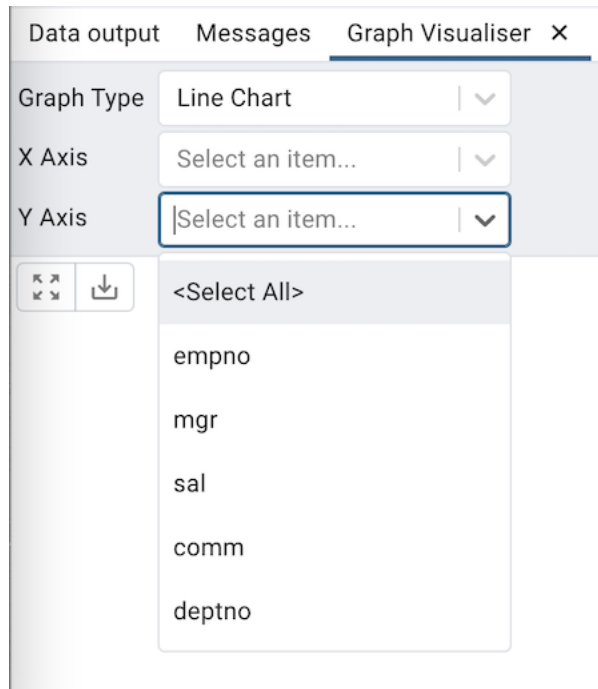 Data output Messages Graph Visualiser ×
Graph Type Line Chart
X Axis Select an item...
Y Axis Select an item...
<Select All>
empno
mgr
sal
comm
deptno